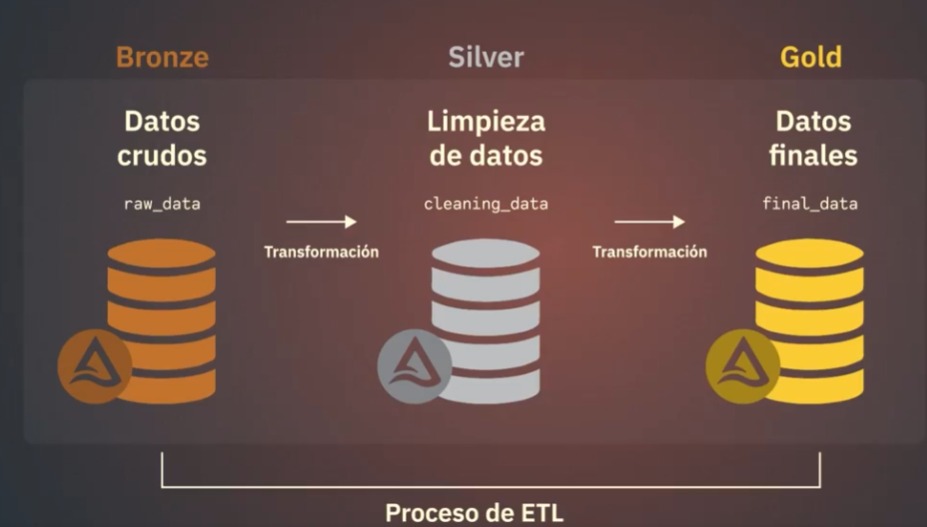 Bronze
Silver
Gold
Datos
crudos
raw_data
Transformación
Limpieza
de datos
cleaning_data
Transformación
Datos
finales
final_data
Proceso de ETL